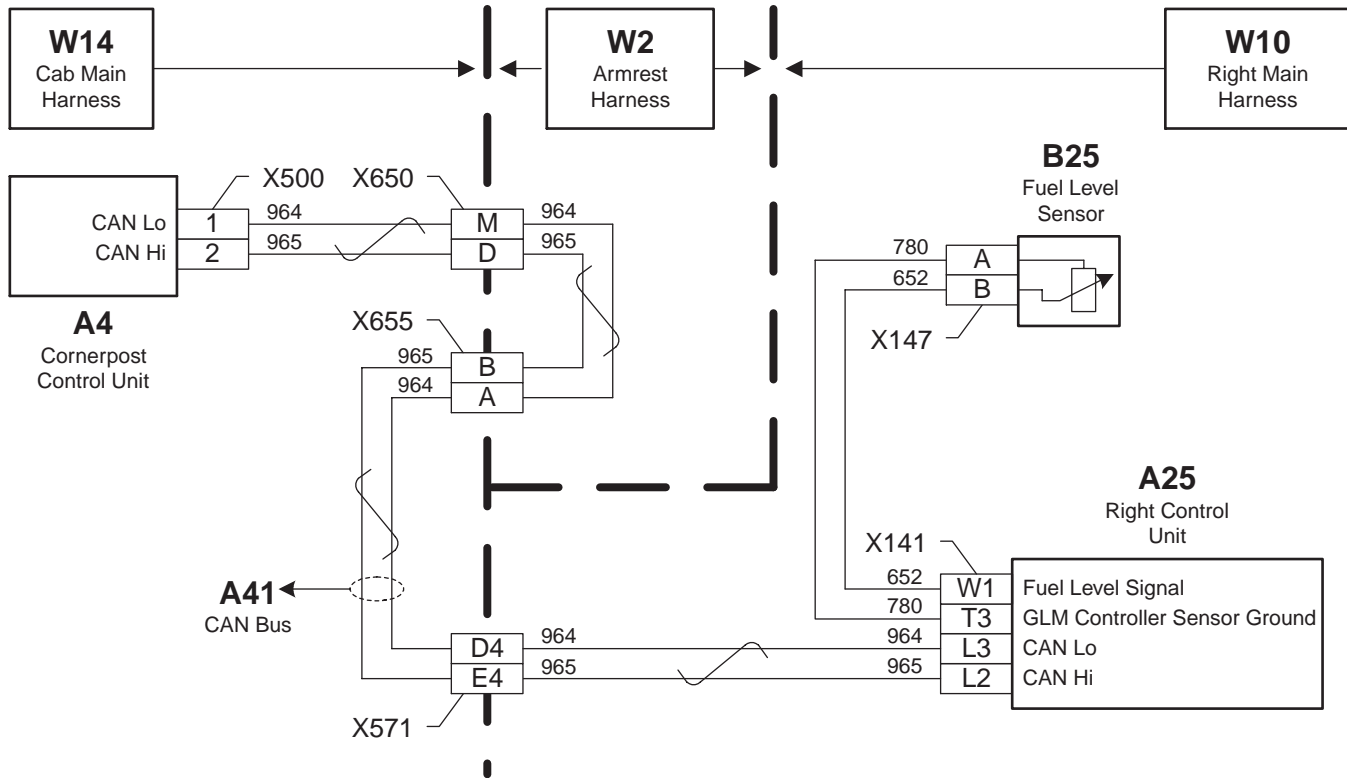 W14
Cab Main
Harness
W2
Armrest
Harness
W10
Right Main
Harness
X500
X650
CAN Lo
1
964
M
964
CAN Hi
2
965
D
965
A4
Cornerpost
Control Unit
X655
965
B
964
A
B25
Fuel Level
Sensor
780
A
652
B
X147
A25
Right Control
Unit
X141
652
W1
Fuel Level Signal
780
T3
GLM Controller Sensor Ground
A41
CAN Bus
D4
964
964
L3
CAN Lo
E4
965
965
L2
CAN Hi
X571